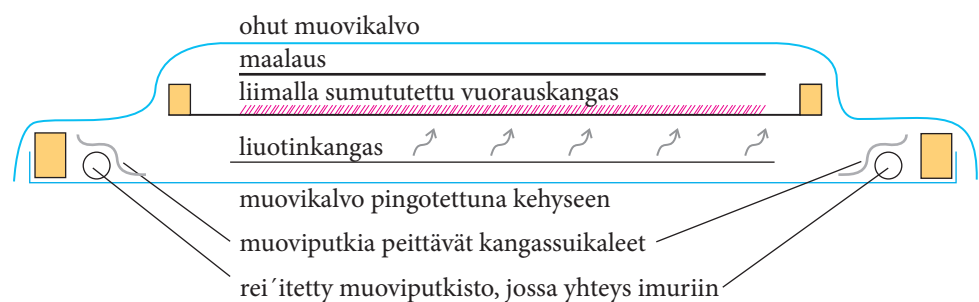 ohut muovikalvo
maalaus
liimalla sumututettu vuorauskangas
liuotinkangas
muovikalvo pingotettuna kehyseen
muoviputkia peittävät kangassuikaleet
rei´itetty muoviputkisto, jossa yhteys imuriin